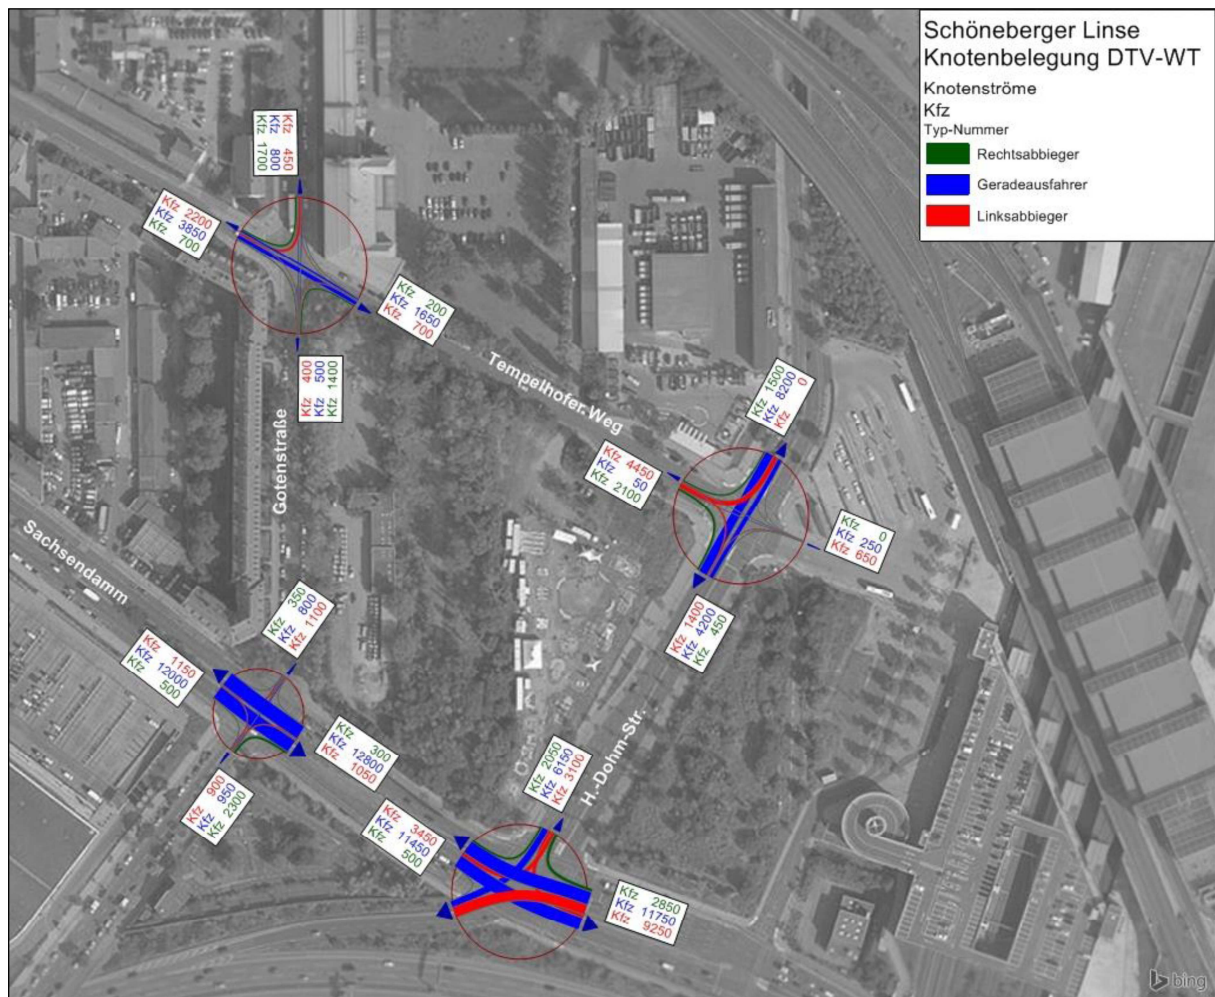 Schöneberger Linse
Knotenbelegung DTV-WT
Knotenströme
Kfz
Typ-Nummer
Rechtsabbieger
Geradeausfahrer
Linksabbieger
Kfz 450
Kfz 800
Kfz 1700
Kfz 2200
Kfz 3850
Kfz 700
Kfz 200
Kfz 1650
Kfz 700
Kfz 400
Kfz 500
Kfz 1400
Tempelhofer Weg
Gotenstraße
Kfz 1500
Kfz 8200
Kfz 0
Kfz 4450
Kfz 50
Kfz 2100
Kfz 0
Kfz 250
Kfz 650
Kfz 1400
Kfz 4200
Kfz 450
Sachsendamm
Kfz 350
Kfz 800
Kfz 1100
Kfz 1150
Kfz 12000
Kfz 500
Kfz 300
Kfz 12800
Kfz 1050
Kfz 900
Kfz 950
Kfz 2300
H.-Dohm-Str.
Kfz 2050
Kfz 6150
Kfz 3100
Kfz 3450
Kfz 11450
Kfz 500
Kfz 2850
Kfz 11750
Kfz 9250
bing